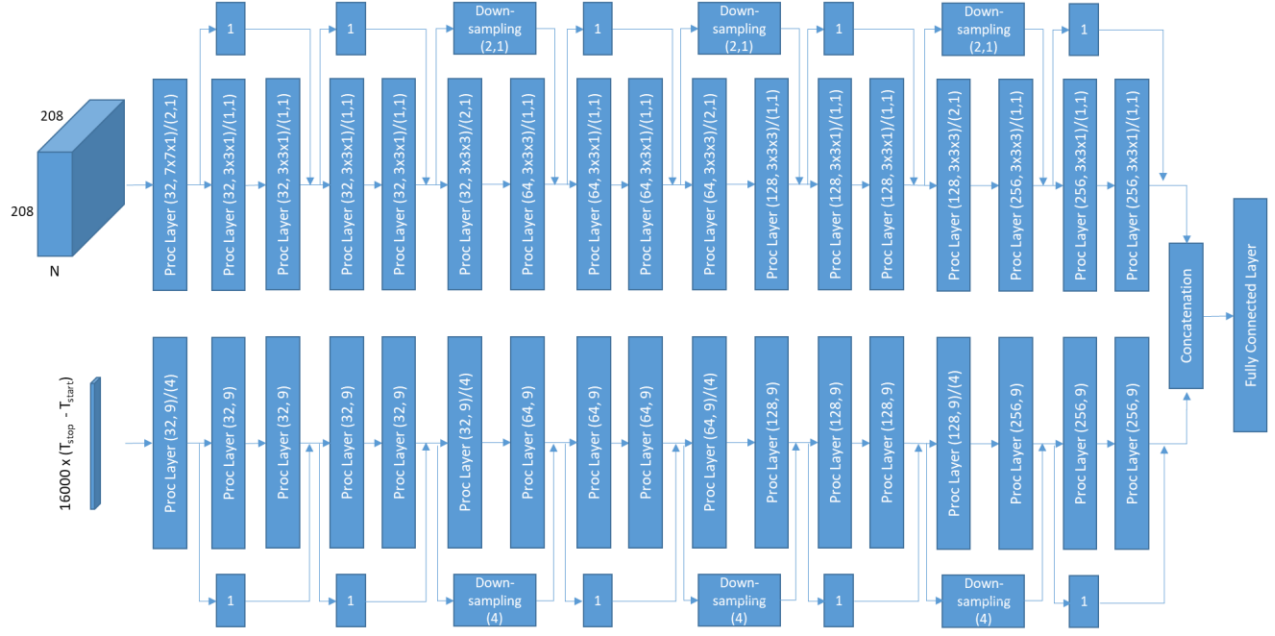 1
1
Down-
sampling
(2,1)
1
Down-
sampling
(2,1)
1
Down-
sampling
(2,1)
1
208
208
N
Proc Layer (32, 7x7x1)/(2,1)
Proc Layer (32, 3x3x1)/(1,1)
Proc Layer (32, 3x3x1)/(1,1)
Proc Layer (32, 3x3x1)/(1,1)
Proc Layer (32, 3x3x1)/(1,1)
Proc Layer (32, 3x3x3)/(2,1)
Proc Layer (64, 3x3x3)/(1,1)
Proc Layer (64, 3x3x1)/(1,1)
Proc Layer (64, 3x3x1)/(1,1)
Proc Layer (64, 3x3x3)/(2,1)
Proc Layer (128, 3x3x3)/(1,1)
Proc Layer (128, 3x3x1)/(1,1)
Proc Layer (128, 3x3x1)/(1,1)
Proc Layer (128, 3x3x3)/(2,1)
Proc Layer (256, 3x3x3)/(1,1)
Proc Layer (256, 3x3x1)/(1,1)
Proc Layer (256, 3x3x1)/(1,1)
Concatenation
Fully Connected Layer
16000 x (Tstop - Tstart)
Proc Layer (32, 9)/(4)
Proc Layer (32, 9)
Proc Layer (32, 9)
Proc Layer (32, 9)
Proc Layer (32, 9)
Proc Layer (32, 9)/(4)
Proc Layer (64, 9)
Proc Layer (64, 9)
Proc Layer (64, 9)
Proc Layer (64, 9)/(4)
Proc Layer (128, 9)
Proc Layer (128, 9)
Proc Layer (128, 9)
Proc Layer (128, 9)/(4)
Proc Layer (256, 9)
Proc Layer (256, 9)
Proc Layer (256, 9)
1
1
Down-
sampling
(4)
1
Down-
sampling
(4)
1
Down-
sampling
(4)
1